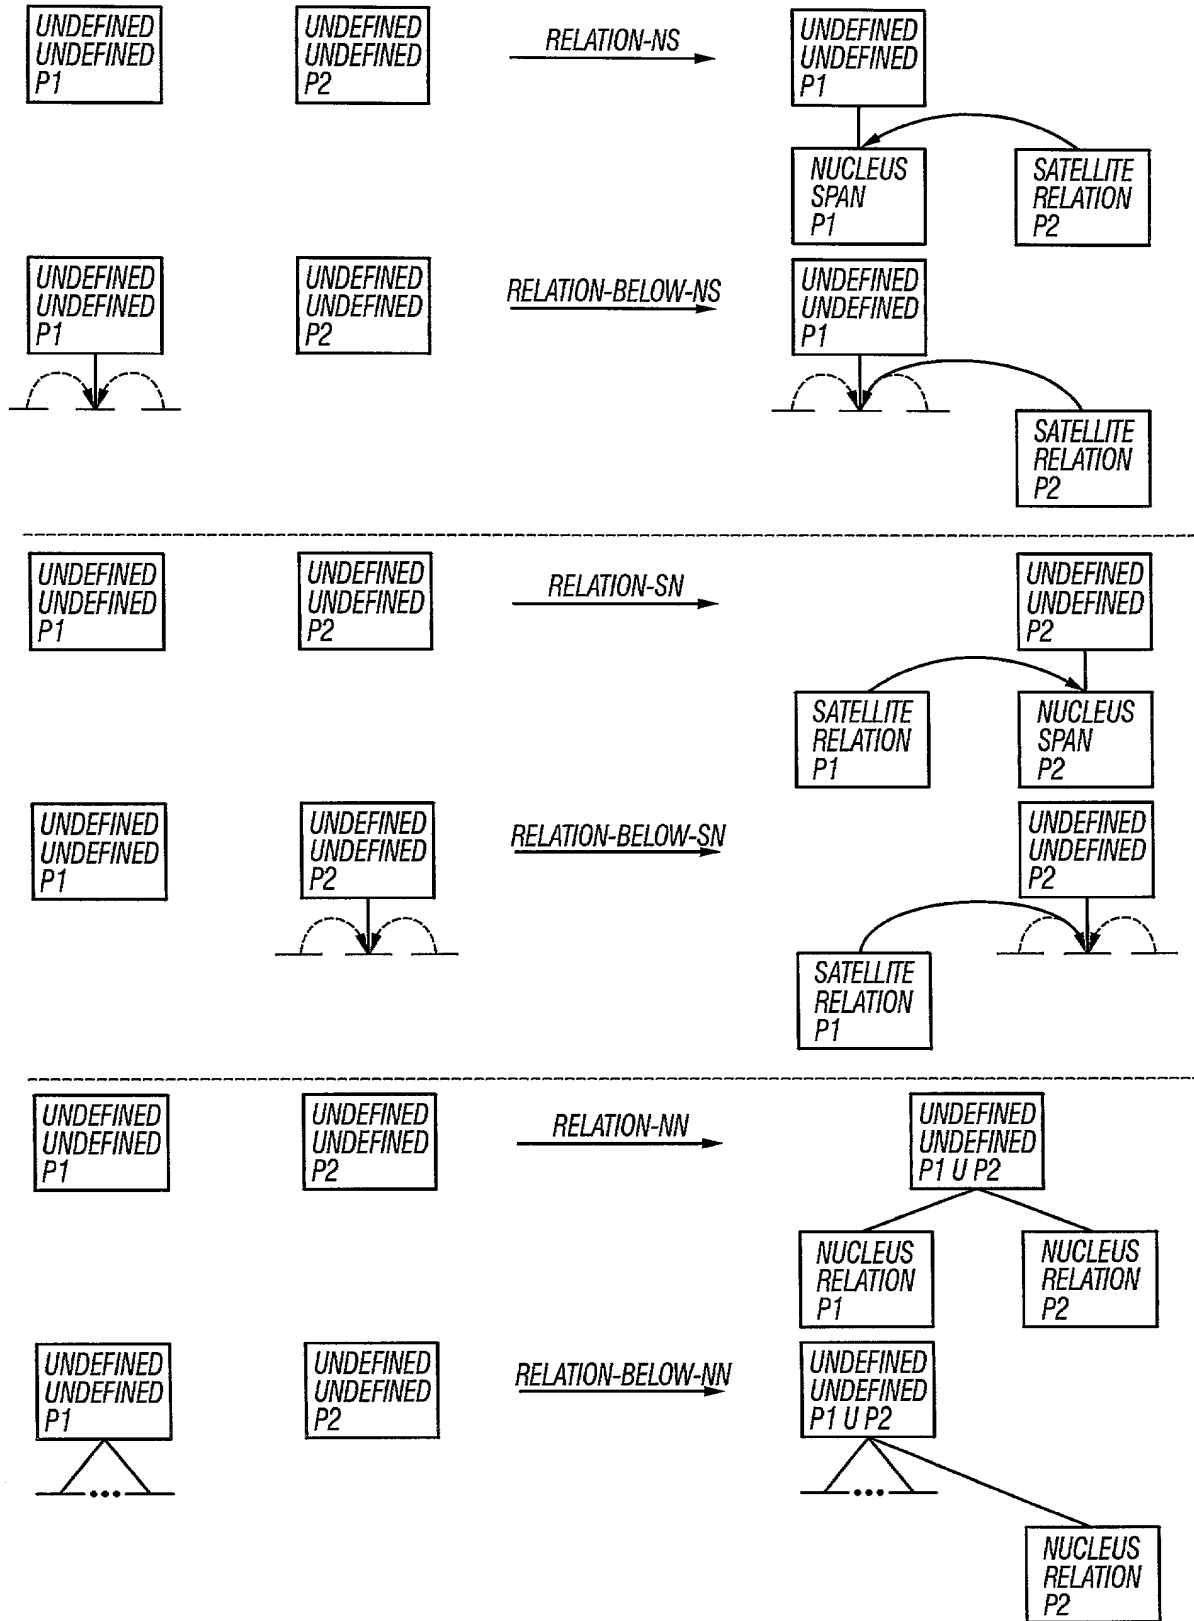 UNDEFINED
UNDEFINED
P1
UNDEFINED
UNDEFINED
P2
RELATION-NS
UNDEFINED
UNDEFINED
P1
NUCLEUS
SPAN
P1
SATELLITE
RELATION
P2
UNDEFINED
UNDEFINED
P1
UNDEFINED
UNDEFINED
P2
RELATION-BELOW-NS
UNDEFINED
UNDEFINED
P1
SATELLITE
RELATION
P2
UNDEFINED
UNDEFINED
P1
UNDEFINED
UNDEFINED
P2
RELATION-SN
UNDEFINED
UNDEFINED
P2
SATELLITE
RELATION
P1
NUCLEUS
SPAN
P2
UNDEFINED
UNDEFINED
P1
UNDEFINED
UNDEFINED
P2
RELATION-BELOW-SN
UNDEFINED
UNDEFINED
P2
SATELLITE
RELATION
P1
UNDEFINED
UNDEFINED
P1
UNDEFINED
UNDEFINED
P2
RELATION-NN
UNDEFINED
UNDEFINED
P1 U P2
NUCLEUS
RELATION
P1
NUCLEUS
RELATION
P2
UNDEFINED
UNDEFINED
P1
UNDEFINED
UNDEFINED
P2
RELATION-BELOW-NN
UNDEFINED
UNDEFINED
P1 U P2
NUCLEUS
RELATION
P2